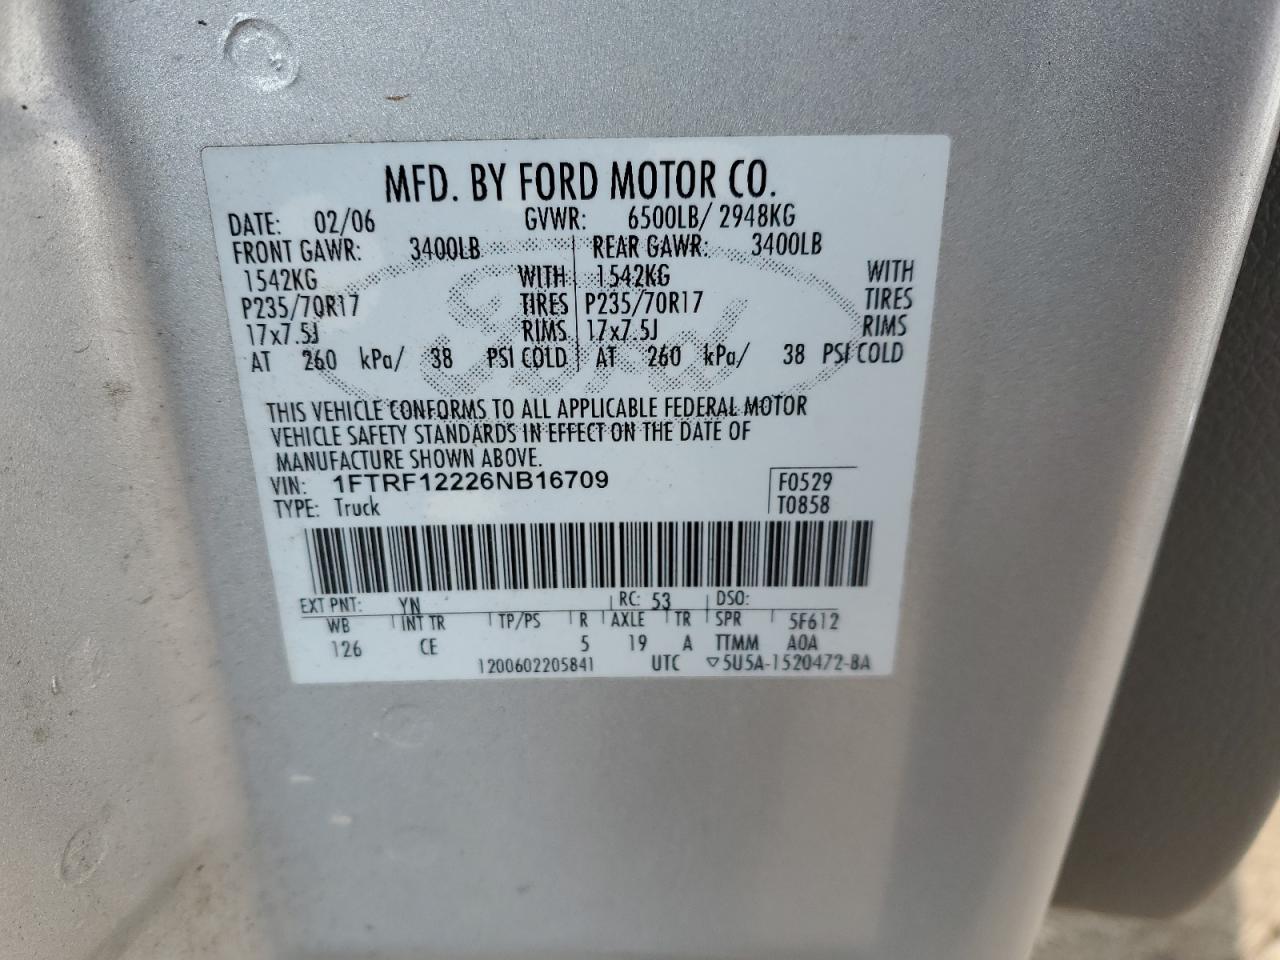 MFD. BY FORD MOTOR CO.
DATE: 02/06 GVWR: 6500LB/ 2948KG
FRONT GAWR: 3400LB REAR GAWR: 3400LB
1542KG WITH 1542KG WITH
P235/70R17 TIRES P235/70R17 TIRES
17x7.5J RIMS 17x7.5J RIMS
AT 260 kPa/ 38 PSI COLD AT 260 kPa/ 38 PSI COLD
THIS VEHICLE CONFORMS TO ALL APPLICABLE FEDERAL MOTOR
VEHICLE SAFETY STANDARDS IN EFFECT ON THE DATE OF
MANUFACTURE SHOWN ABOVE.
VIN: 1FTRF12226NB16709 F0529
TYPE: Truck T0858
EXT PNT: YN RC: 53 DSO:
WB INT TR TP/PS R AXLE TR SPR 5F612
126 CE 5 19 A TTMM A0A
1200602205841 UTC ▽5U5A-1520472-BA